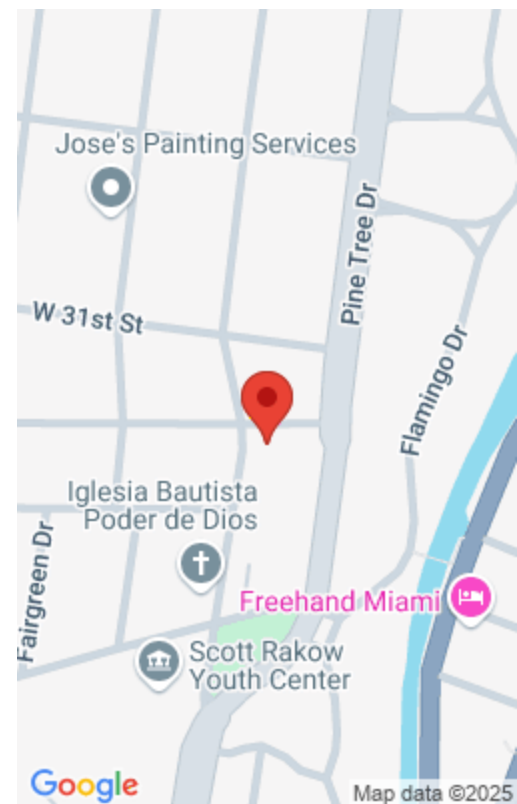 Jose's Painting Services
Pine Tree Dr
W 31st St
Flamingo Dr
Iglesia Bautista
Poder de Dios
Fairgreen Dr
Freehand Miami
Scott Rakow
Youth Center
Google
Map data ©2025